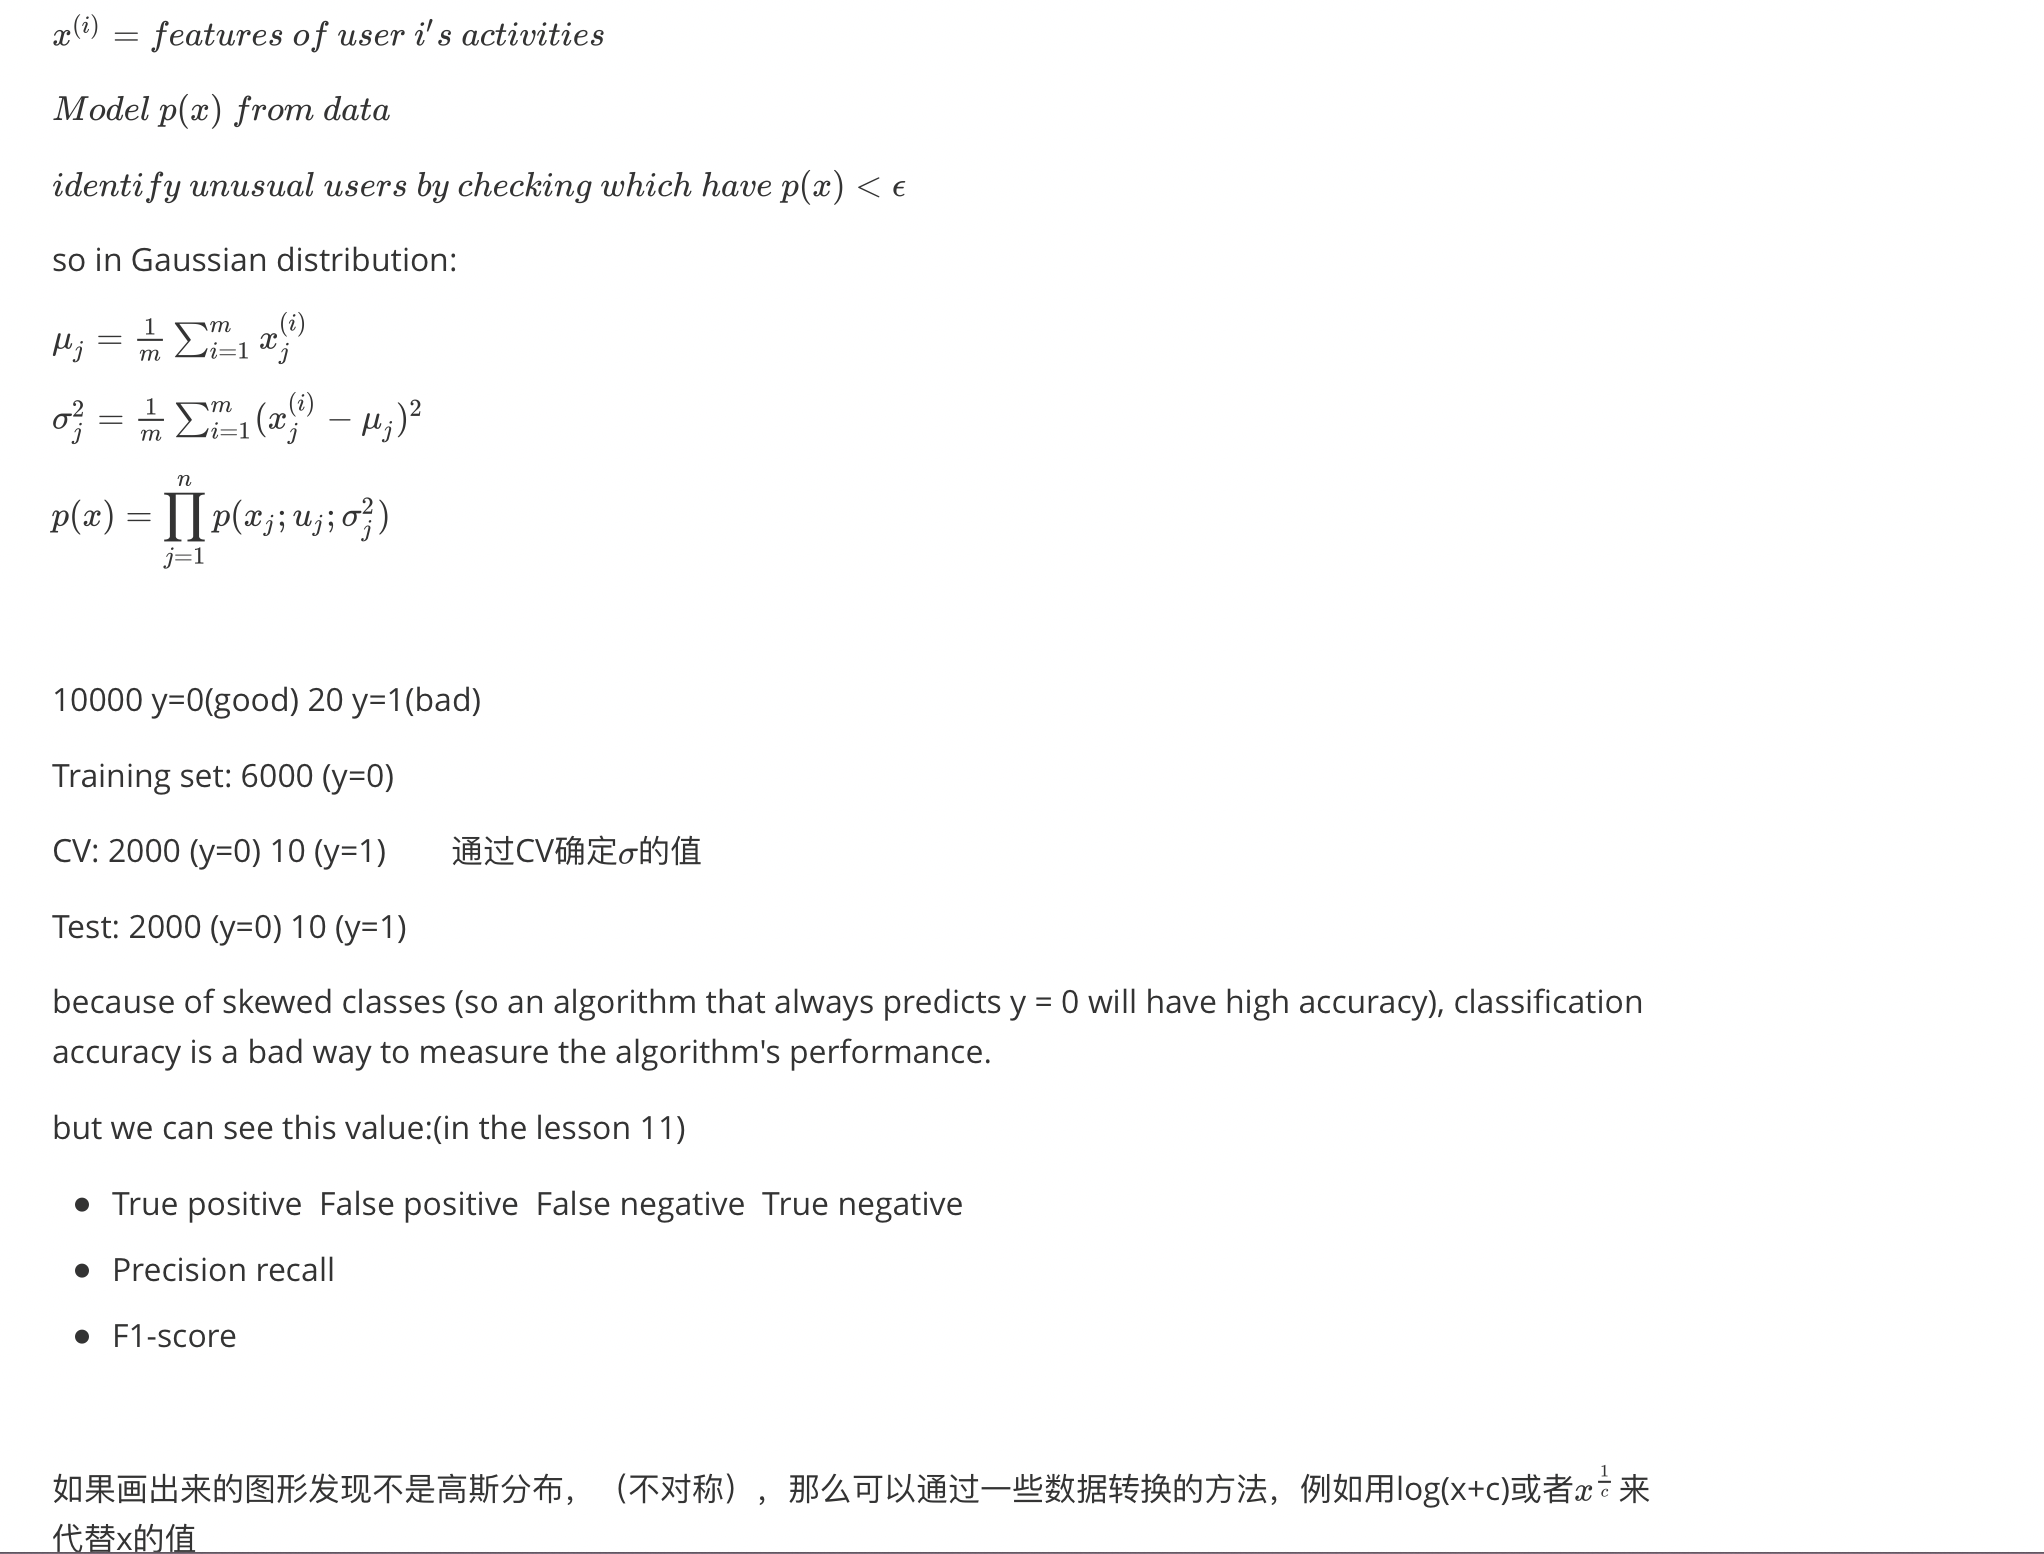 x^{(i)} = features of user i's activities
Model p(x) from data
identify unusual users by checking which have p(x) < ϵ
so in Gaussian distribution:
μ_j = \frac{1}{m} \sum_{i=1}^{m} x_j^{(i)}
σ_j^2 = \frac{1}{m} \sum_{i=1}^{m} (x_j^{(i)} − μ_j)^2
p(x) = \prod_{j=1}^{n} p(x_j; u_j; σ_j^2)
10000 y=0(good) 20 y=1(bad)
Training set: 6000 (y=0)
CV: 2000 (y=0) 10 (y=1) 通过CV确定σ的值
Test: 2000 (y=0) 10 (y=1)
because of skewed classes (so an algorithm that always predicts y = 0 will have high accuracy), classification
accuracy is a bad way to measure the algorithm's performance.
but we can see this value:(in the lesson 11)
● True positive False positive False negative True negative
● Precision recall
● F1-score
如果画出来的图形发现不是高斯分布，（不对称），那么可以通过一些数据转换的方法，例如用log(x+c)或者x^{\frac{1}{c}}来
代替x的值